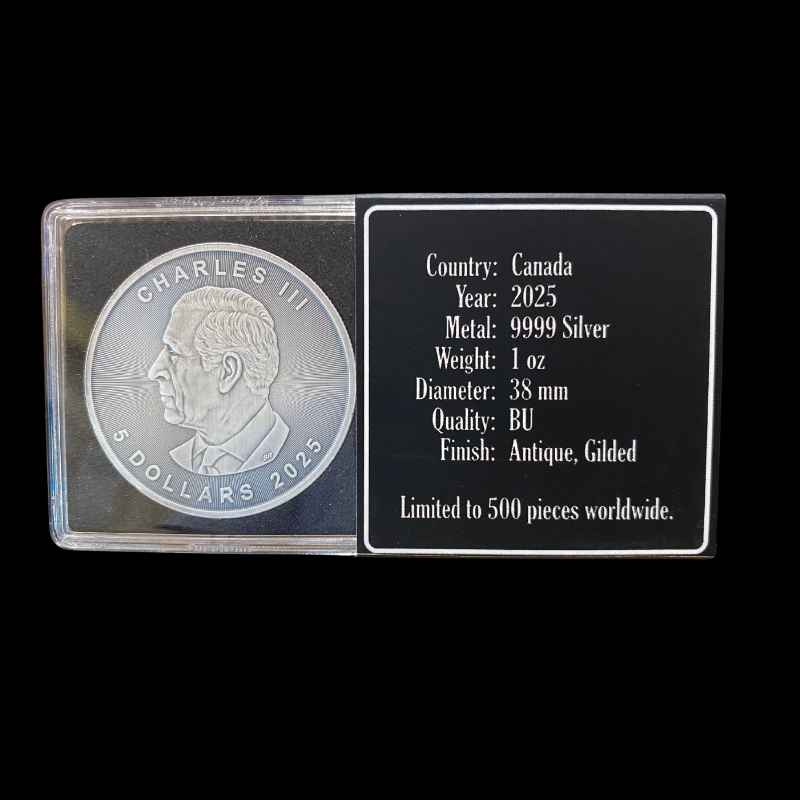 CHARLES III
5 DOLLARS 2025
Country: Canada
Year: 2025
Metal: 9999 Silver
Weight: 1 oz
Diameter: 38 mm
Quality: BU
Finish: Antique, Gilded
Limited to 500 pieces worldwide.